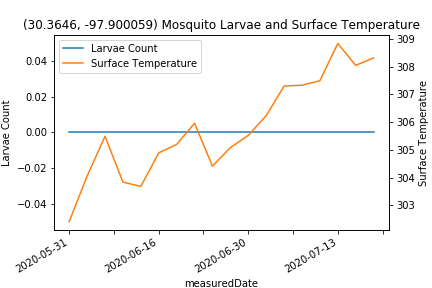 (30.3646, -97.900059) Mosquito Larvae and Surface Temperature
Larvae Count
Surface Temperature
0.04
0.02
0.00
−0.02
−0.04
Larvae Count
309
308
307
306
305
304
303
Surface Temperature
2020-05-31
2020-06-16
2020-06-30
2020-07-13
measuredDate